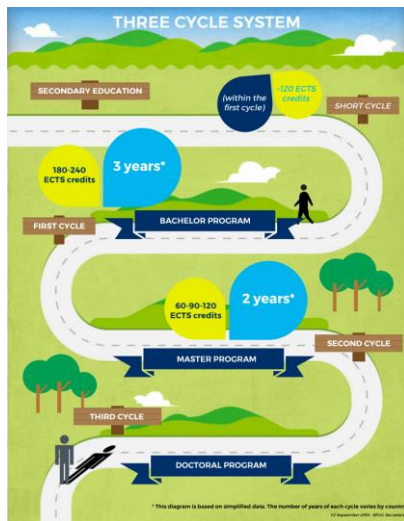 THREE CYCLE SYSTEM
SECONDARY EDUCATION
(within the
first cycle)
~120 ECTS
credits
SHORT CYCLE
180-240
ECTS credits
3 years*
BACHELOR PROGRAM
FIRST CYCLE
60-90-120
ECTS credits
2 years*
SECOND CYCLE
MASTER PROGRAM
THIRD CYCLE
DOCTORAL PROGRAM
* This diagram is based on simplified data. The number of years of each cycle varies by countr